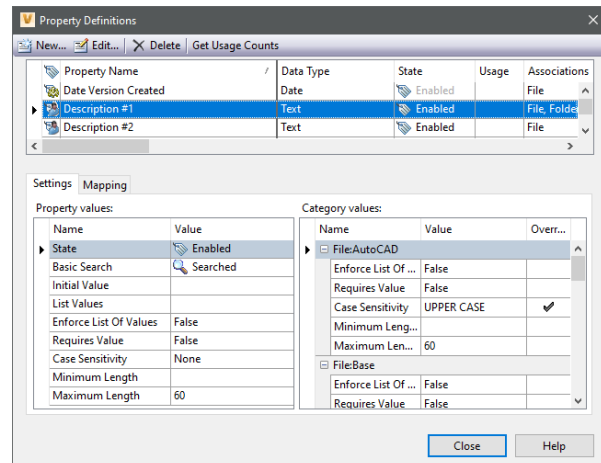 Property Definitions
New... Edit... Delete Get Usage Counts
Property Name / Data Type State Usage Associations
Date Version Created Date Enabled File
Description #1 Text Enabled File, Folde
Description #2 Text Enabled File
Settings Mapping
Property values: Category values:
Name Value Name Value Overr...
State Enabled File:AutoCAD
Basic Search Searched Enforce List Of ... False
Initial Value Requires Value False
List Values Case Sensitivity UPPER CASE
Enforce List Of Values False Minimum Leng...
Requires Value False Maximum Len... 60
Case Sensitivity None File:Base
Minimum Length Enforce List Of ... False
Maximum Length 60 Requires Value False
Close Help